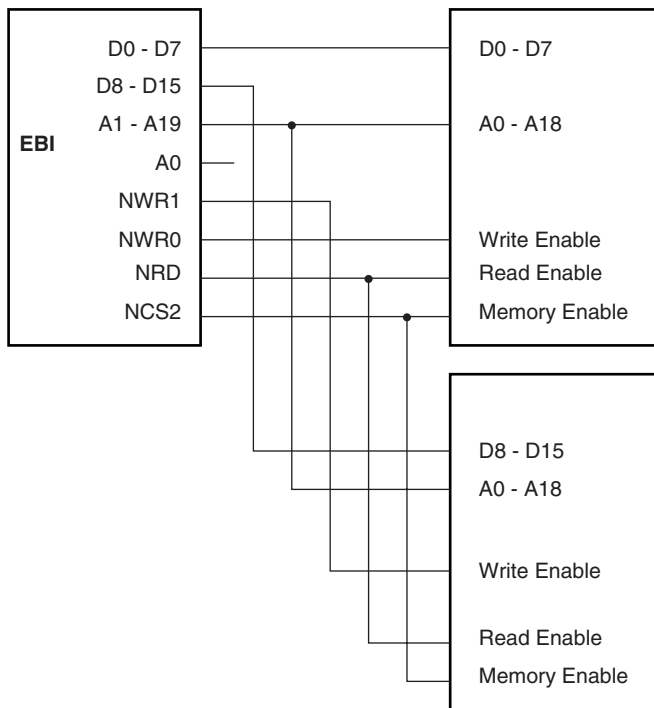 EBI
D0 - D7
D8 - D15
A1 - A19
A0
NWR1
NWR0
NRD
NCS2
D0 - D7
A0 - A18
Write Enable
Read Enable
Memory Enable
D8 - D15
A0 - A18
Write Enable
Read Enable
Memory Enable